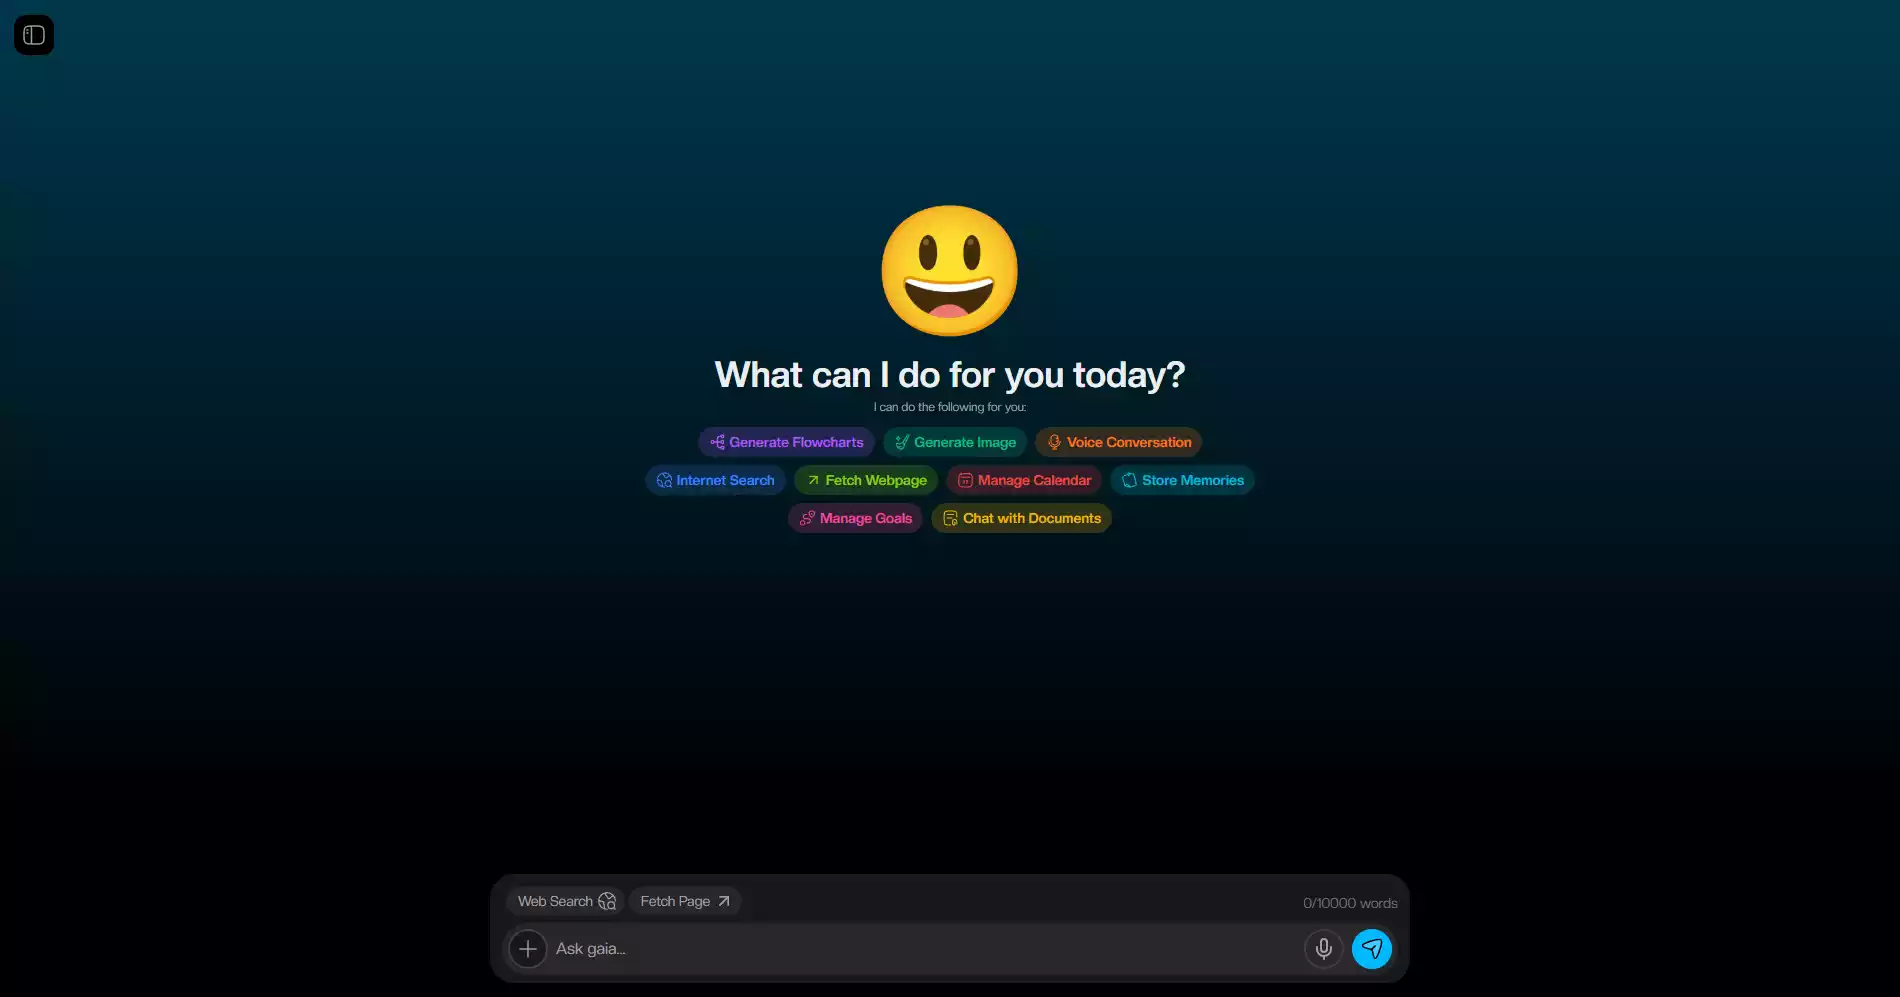 What can I do for you today?
I can do the following for you:
Generate Flowcharts Generate Image Voice Conversation
Internet Search Fetch Webpage Manage Calendar Store Memories
Manage Goals Chat with Documents
Web Search Fetch Page 0/10000 words
Ask gaia...